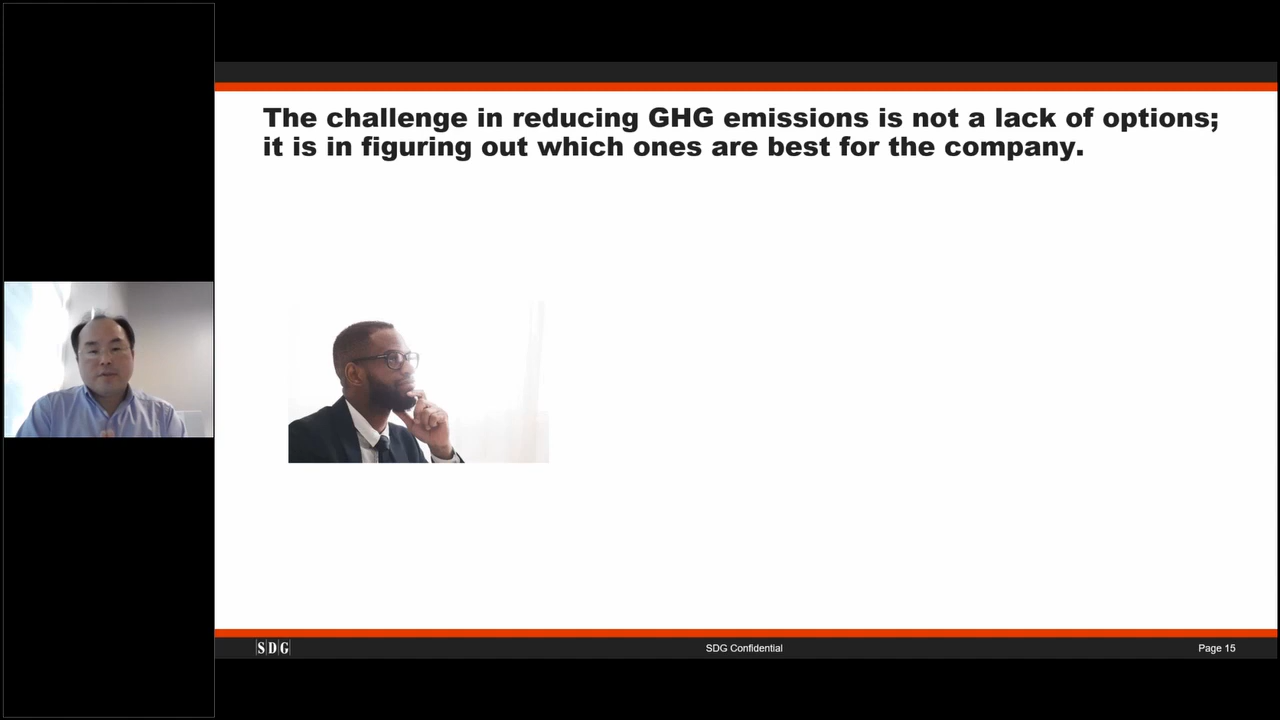 The challenge in reducing GHG emissions is not a lack of options;
it is in figuring out which ones are best for the company.
SDG
SDG Confidential
Page 15